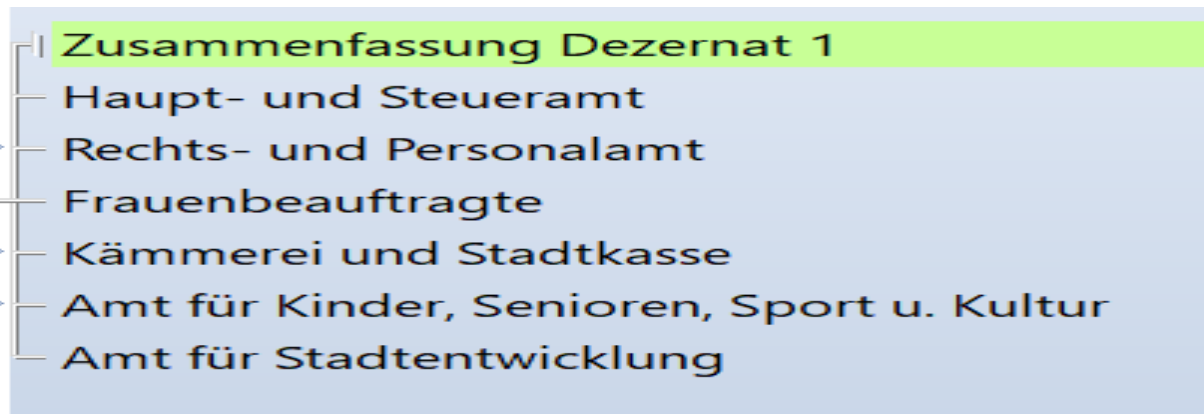 Zusammenfassung Dezernat 1
Haupt- und Steueramt
Rechts- und Personalamt
Frauenbeauftragte
Kämmerei und Stadtkasse
Amt für Kinder, Senioren, Sport u. Kultur
Amt für Stadtentwicklung